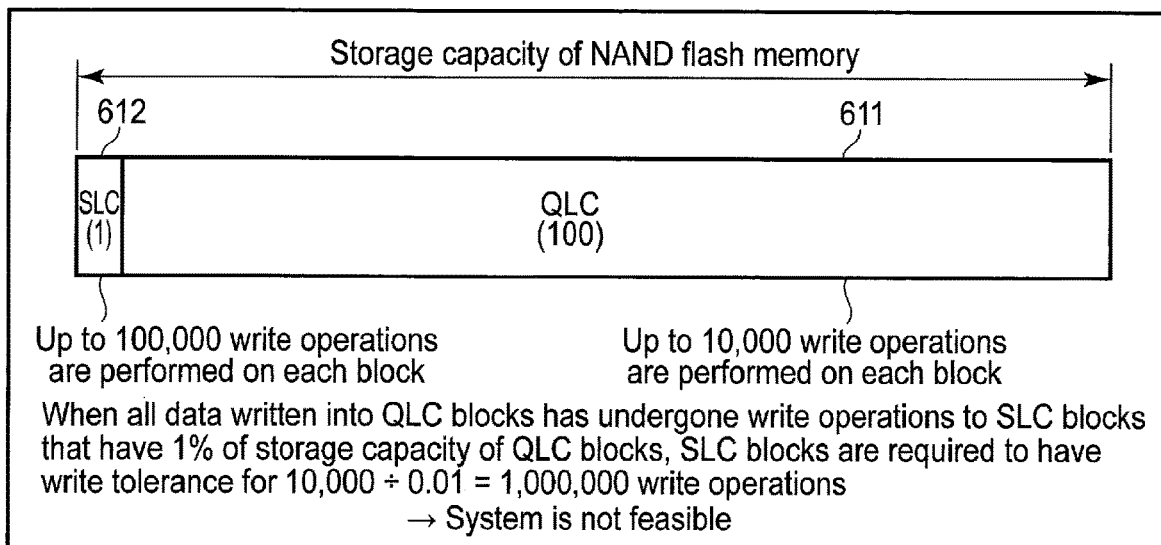 Storage capacity of NAND flash memory
612
611
SLC
(1)
QLC
(100)
Up to 100,000 write operations
are performed on each block
Up to 10,000 write operations
are performed on each block
When all data written into QLC blocks has undergone write operations to SLC blocks
that have 1% of storage capacity of QLC blocks, SLC blocks are required to have
write tolerance for 10,000 ÷ 0.01 = 1,000,000 write operations
→ System is not feasible